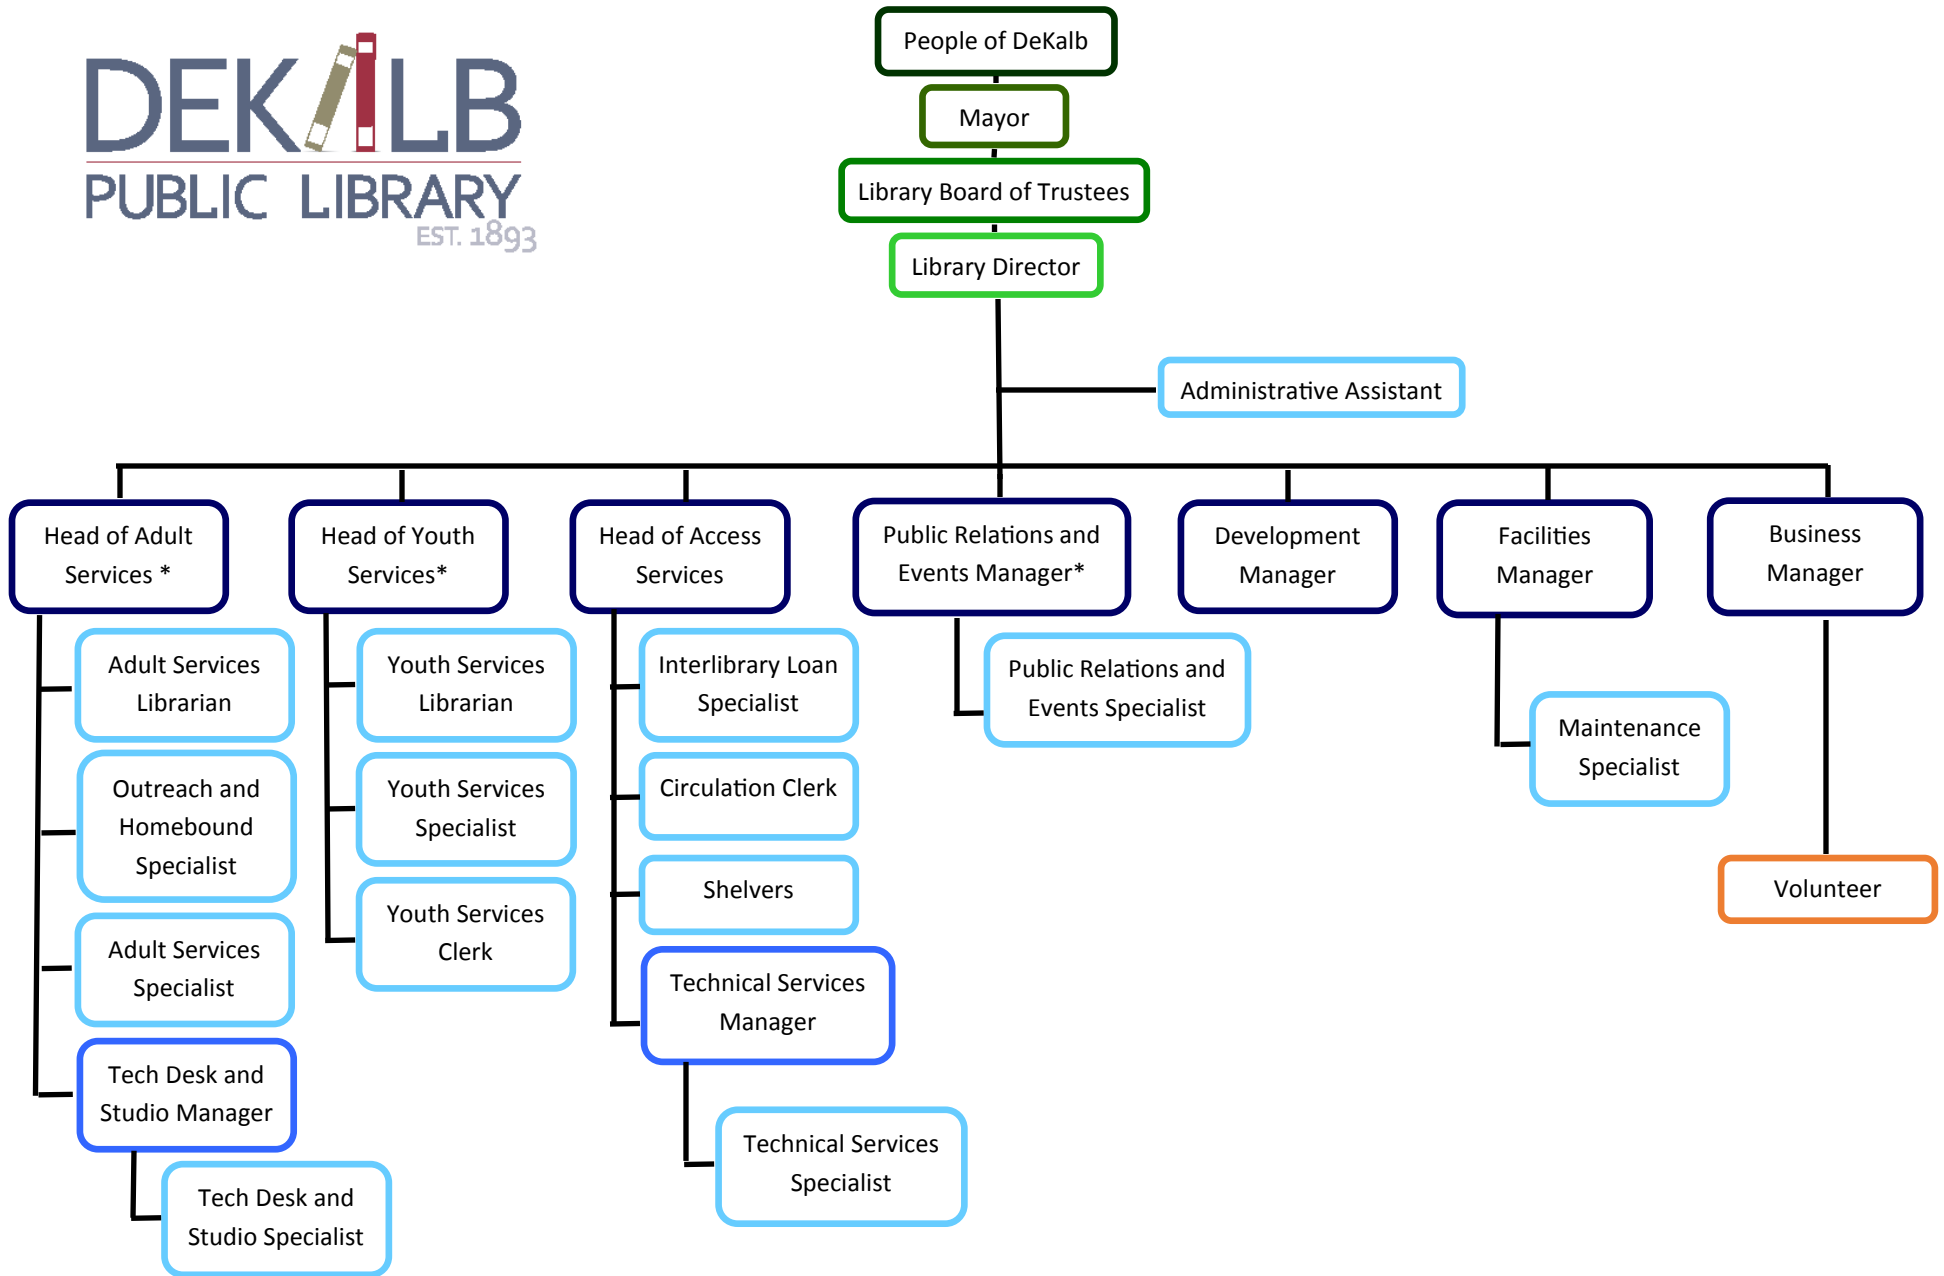 DEKALB
PUBLIC LIBRARY
EST. 1893
People of DeKalb
Mayor
Library Board of Trustees
Library Director
Administrative Assistant
Head of Adult
Services *
Adult Services
Librarian
Outreach and
Homebound
Specialist
Adult Services
Specialist
Tech Desk and
Studio Manager
Tech Desk and
Studio Specialist
Head of Youth
Services*
Youth Services
Librarian
Youth Services
Specialist
Youth Services
Clerk
Head of Access
Services
Interlibrary Loan
Specialist
Circulation Clerk
Shelvers
Technical Services
Manager
Technical Services
Specialist
Public Relations and
Events Manager*
Public Relations and
Events Specialist
Development
Manager
Facilities
Manager
Maintenance
Specialist
Business
Manager
Volunteer